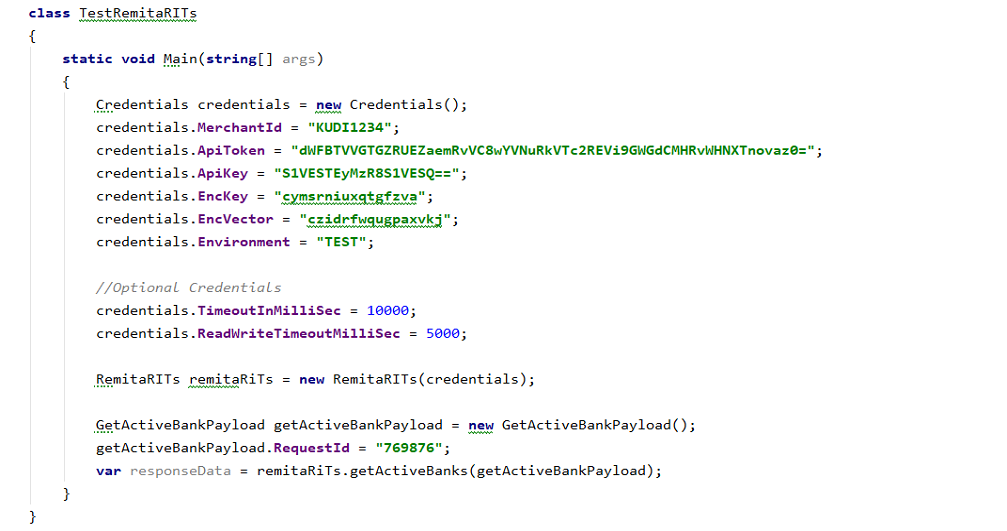 class TestRemitaRITs
{
static void Main(string[] args)
{
Credentials credentials = new Credentials();
credentials.MerchantId = "KUDI1234";
credentials.ApiToken = "dWFBTVVGTGZRUEZaemRvVC8wYVNuRkVTc2REVi9GWGdCMHRvWHNXTnovaz0=";
credentials.ApiKey = "S1VESTEyMzR8S1VESQ==";
credentials.EncKey = "cymsrniuxqtgfzva";
credentials.EncVector = "czidrfwqugpaxvkj";
credentials.Environment = "TEST";
//Optional Credentials
credentials.TimeoutInMilliSec = 10000;
credentials.ReadWriteTimeoutMilliSec = 5000;
RemitaRITs remitaRiTs = new RemitaRITs(credentials);
GetActiveBankPayload getActiveBankPayload = new GetActiveBankPayload();
getActiveBankPayload.RequestId = "769876";
var responseData = remitaRiTs.getActiveBanks(getActiveBankPayload);
}
}